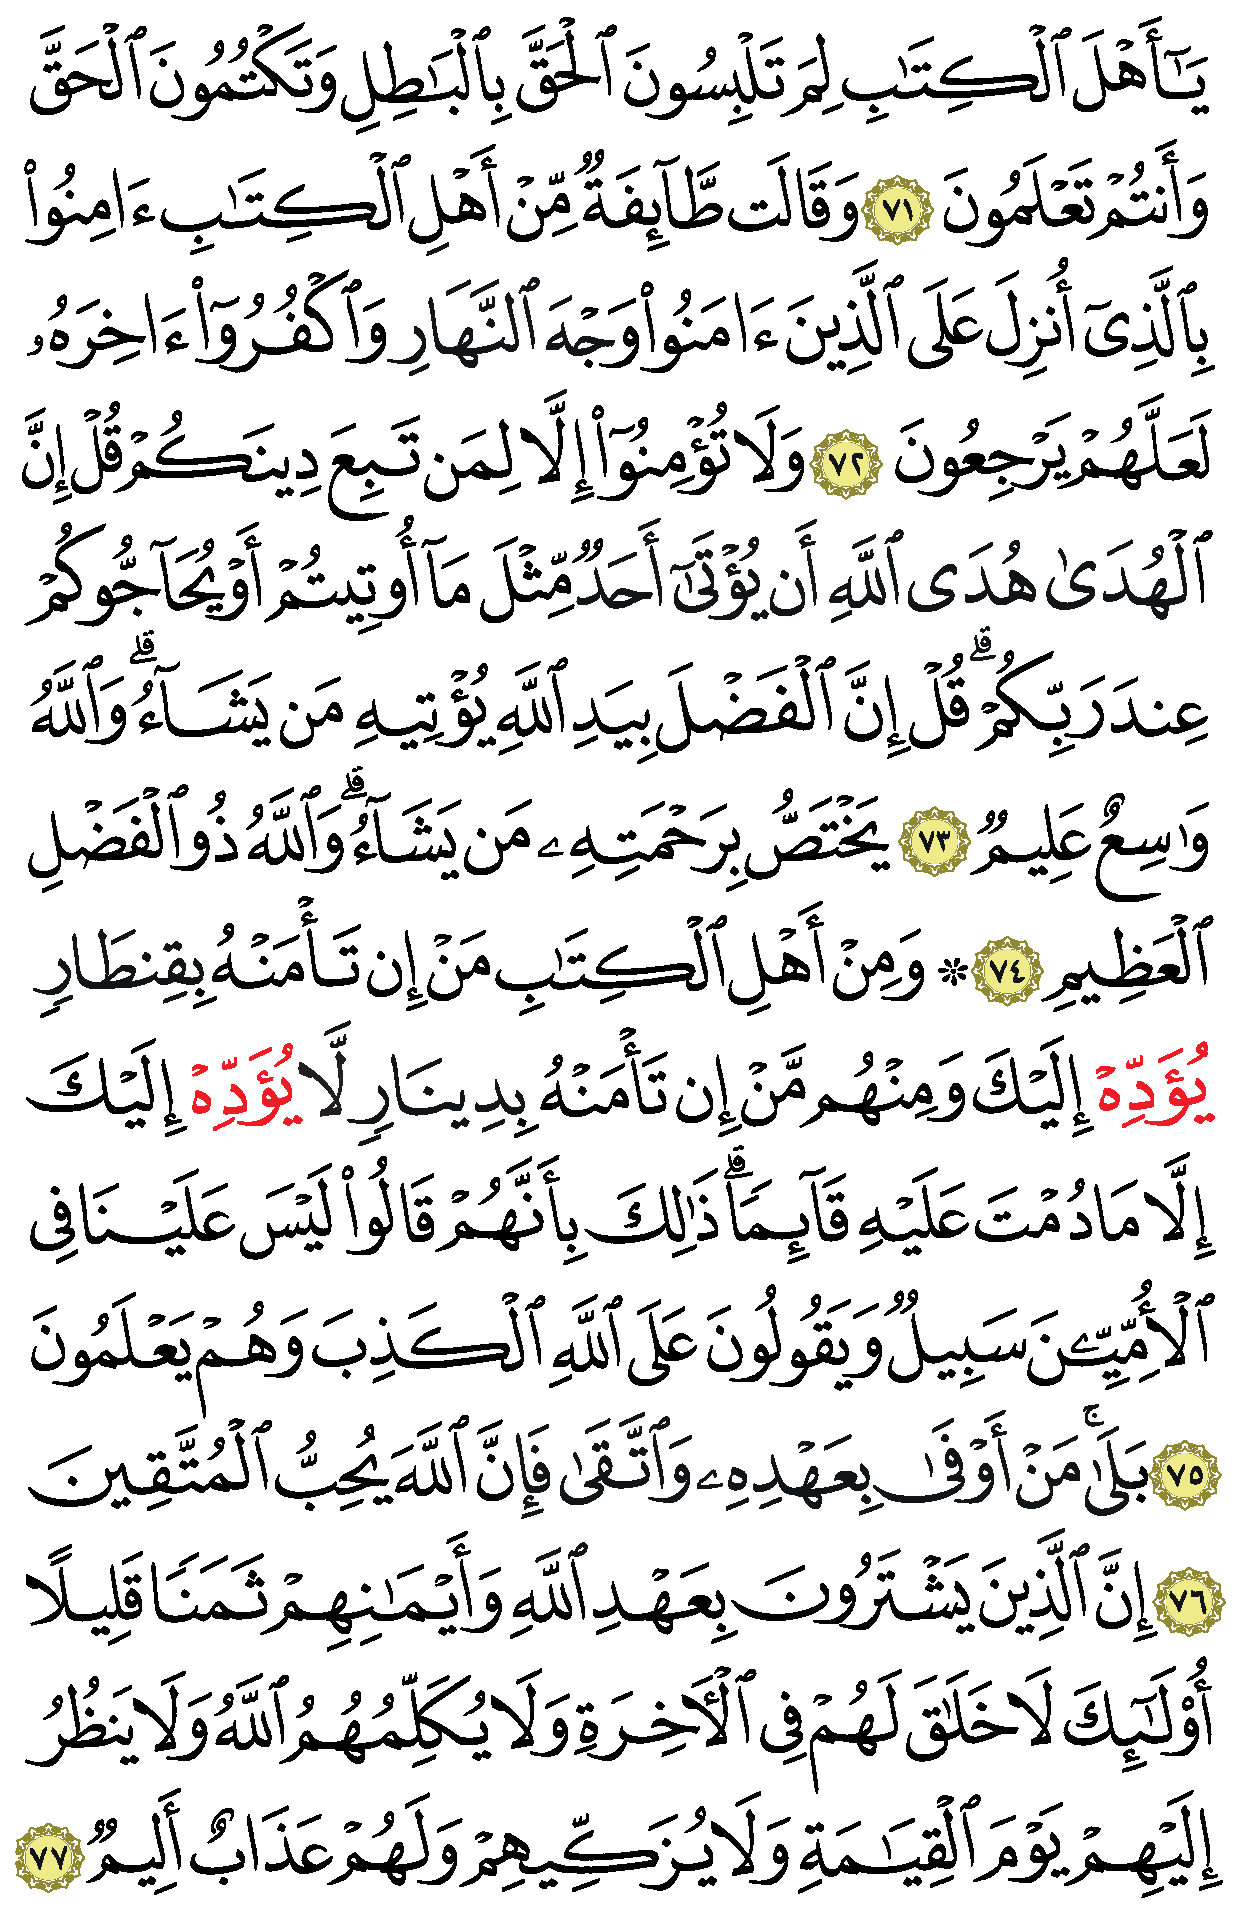 يَـٰٓأَهۡلَ ٱلۡكِتَـٰبِ لِمَ تَلۡبِسُونَ ٱلۡحَقَّ بِٱلۡبَـٰطِلِ وَتَكۡتُمُونَ ٱلۡحَقَّ
وَأَنتُمۡ تَعۡلَمُونَ ٧١ وَقَالَت طَّآئِفَةٞ مِّنۡ أَهۡلِ ٱلۡكِتَـٰبِ ءَامِنُواْ
بِٱلَّذِىٓ أُنزِلَ عَلَى ٱلَّذِينَ ءَامَنُواْ وَجۡهَ ٱلنَّهَارِ وَٱكۡفُرُوٓاْ ءَاخِرَهُۥ
لَعَلَّهُمۡ يَرۡجِعُونَ ٧٢ وَلَا تُؤۡمِنُوٓاْ إِلَّا لِمَن تَبِعَ دِينَكُمۡ قُلۡ إِنَّ
ٱلۡهُدَىٰ هُدَى ٱللَّهِ أَن يُؤۡتَىٰٓ أَحَدٞ مِّثۡلَ مَآ أُوتِيتُمۡ أَوۡ يُحَآجُّوكُمۡ
عِندَ رَبِّكُمۡۗ قُلۡ إِنَّ ٱلۡفَضۡلَ بِيَدِ ٱللَّهِ يُؤۡتِيهِ مَن يَشَآءُۗ وَٱللَّهُ
وَٰسِعٌ عَلِيمٞ ٧٣ يَخۡتَصُّ بِرَحۡمَتِهِۦ مَن يَشَآءُۗ وَٱللَّهُ ذُو ٱلۡفَضۡلِ
ٱلۡعَظِيمِ ٧٤ ۞ وَمِنۡ أَهۡلِ ٱلۡكِتَـٰبِ مَنۡ إِن تَأۡمَنۡهُ بِقِنطَارٖ
يُؤَدِّهۡ إِلَيۡكَ وَمِنۡهُم مَّنۡ إِن تَأۡمَنۡهُ بِدِينَارٖ لَّا يُؤَدِّهۡ إِلَيۡكَ
إِلَّا مَا دُمۡتَ عَلَيۡهِ قَآئِمٗاۗ ذَٰلِكَ بِأَنَّهُمۡ قَالُواْ لَيۡسَ عَلَيۡنَا فِى
ٱلۡأُمِّيِّـۧنَ سَبِيلٞ وَيَقُولُونَ عَلَى ٱللَّهِ ٱلۡكَذِبَ وَهُمۡ يَعۡلَمُونَ
٧٥ بَلَىٰۚ مَنۡ أَوۡفَىٰ بِعَهۡدِهِۦ وَٱتَّقَىٰ فَإِنَّ ٱللَّهَ يُحِبُّ ٱلۡمُتَّقِينَ
٧٦ إِنَّ ٱلَّذِينَ يَشۡتَرُونَ بِعَهۡدِ ٱللَّهِ وَأَيۡمَـٰنِهِمۡ ثَمَنٗا قَلِيلًا
أُوْلَـٰٓئِكَ لَا خَلَـٰقَ لَهُمۡ فِى ٱلۡأٓخِرَةِ وَلَا يُكَلِّمُهُمُ ٱللَّهُ وَلَا يَنظُرُ
إِلَيۡهِمۡ يَوۡمَ ٱلۡقِيَـٰمَةِ وَلَا يُزَكِّيهِمۡ وَلَهُمۡ عَذَابٌ أَلِيمٞ ٧٧